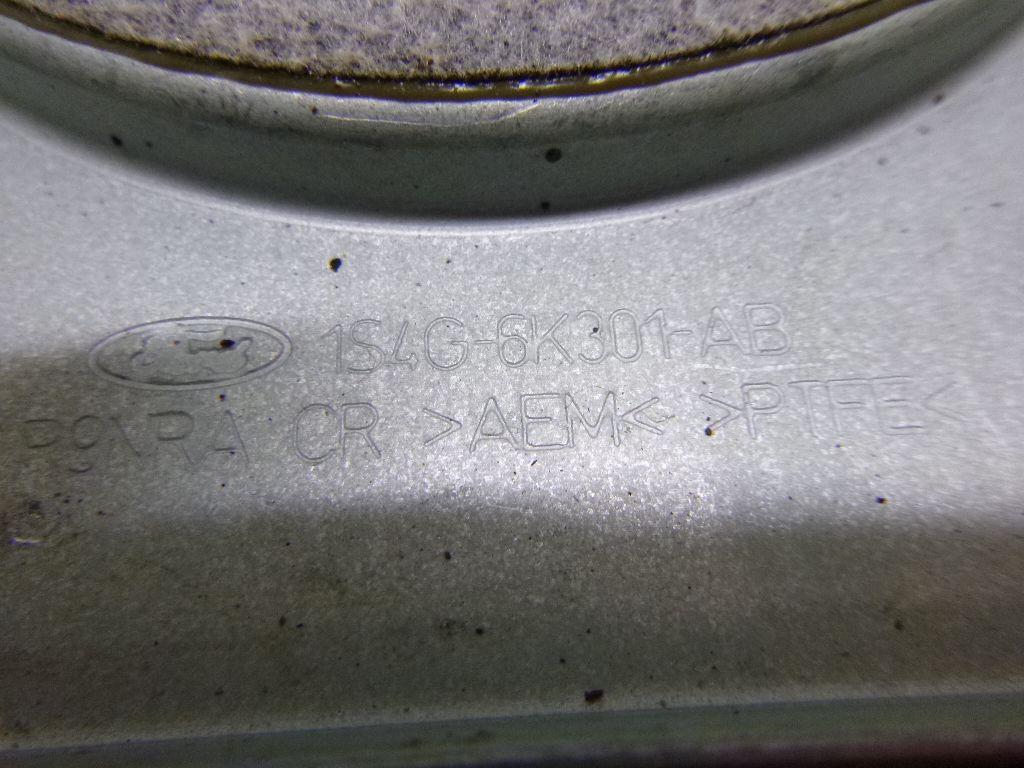 1S4G-6K301-AB
CR >AEM< >PTFE<